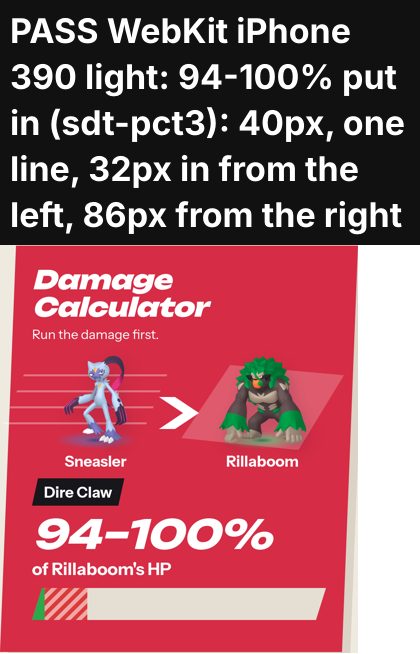 PASS WebKit iPhone
390 light: 94-100% put
in (sdt-pct3): 40px, one
line, 32px in from the
left, 86px from the right
Damage
Calculator
Run the damage first.
Sneasler
Rillaboom
Dire Claw
94–100%
of Rillaboom's HP